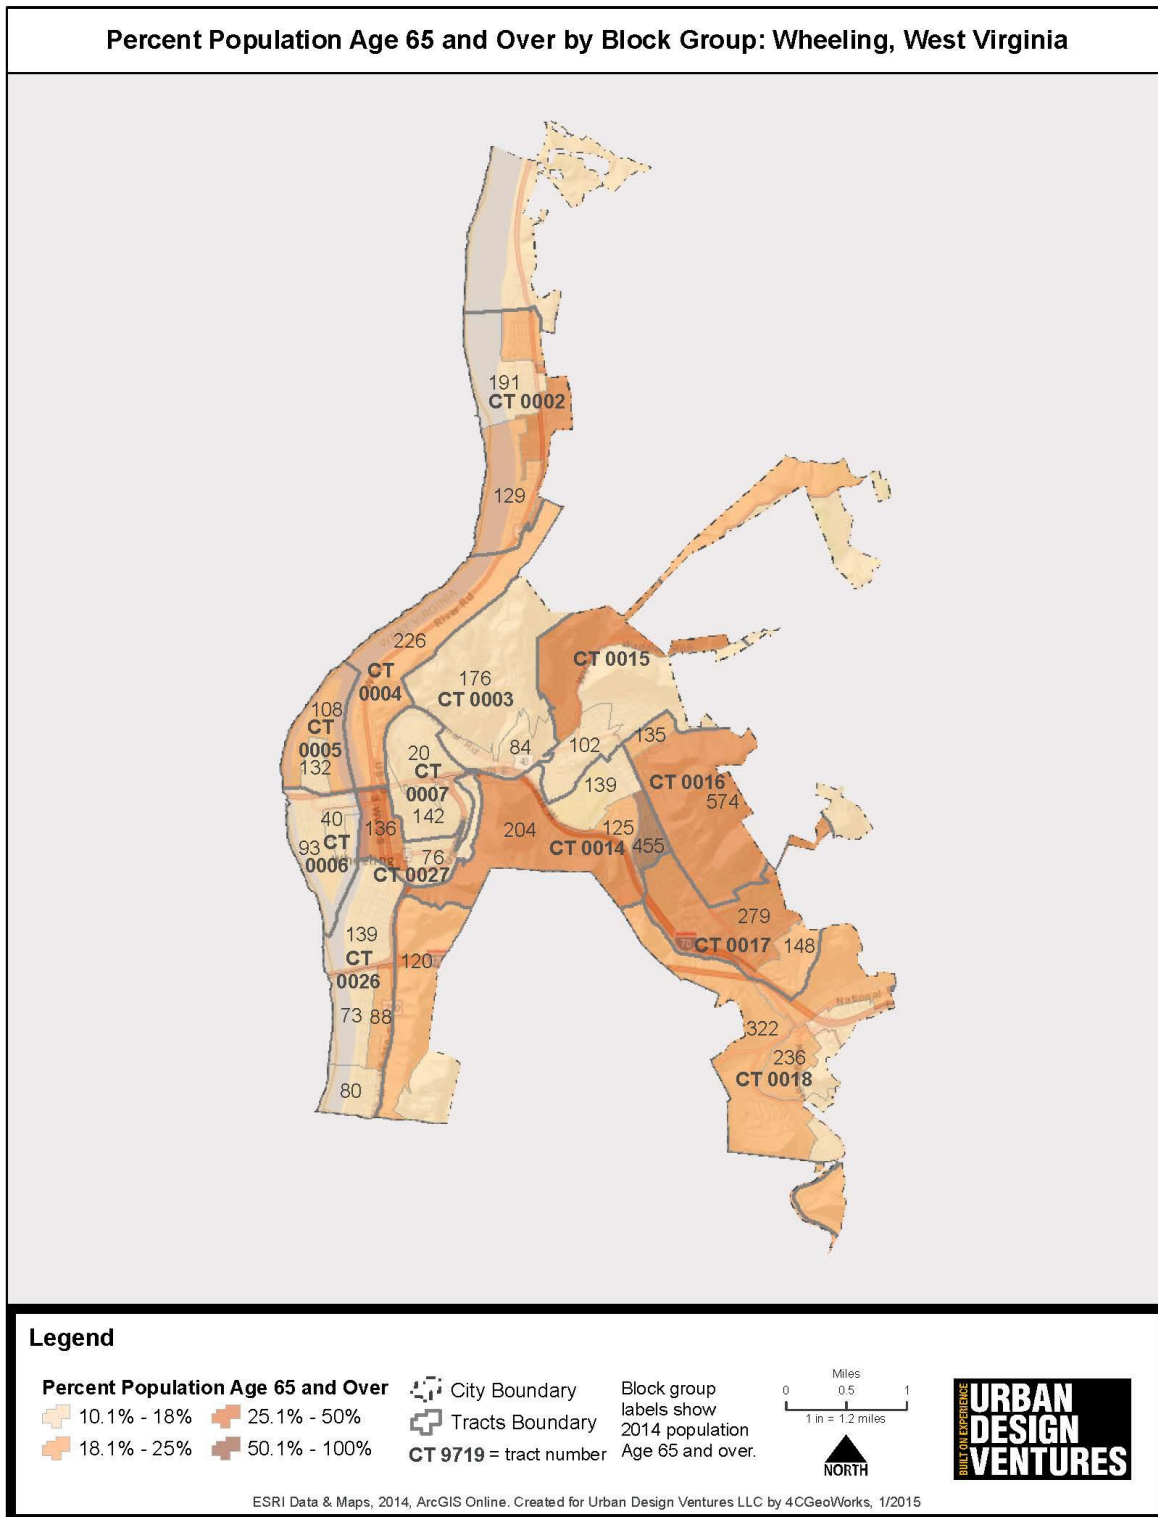 Percent Population Age 65 and Over by Block Group: Wheeling, West Virginia
191
CT 0002
129
WEST VIRGINIA
River Rd
226
CT
0004
176
CT 0003
CT 0015
108
CT
0005
132
20
CT
0007
142
84
102
135
139
CT 0016
574
40
93
CT
0006
136
Wheeling
76
CT 0027
204
125
CT 0014
455
279
CT 0017
148
139
CT
0026
120
73
88
80
National
322
236
CT 0018
Legend
Percent Population Age 65 and Over
10.1% - 18%
25.1% - 50%
18.1% - 25%
50.1% - 100%
City Boundary
Tracts Boundary
CT 9719 = tract number
Block group
labels show
2014 population
Age 65 and over.
Miles
0 0.5 1
1 in = 1.2 miles
NORTH
BUILT ON EXPERIENCE
URBAN
DESIGN
VENTURES
ESRI Data & Maps, 2014, ArcGIS Online. Created for Urban Design Ventures LLC by 4CGeoWorks, 1/2015